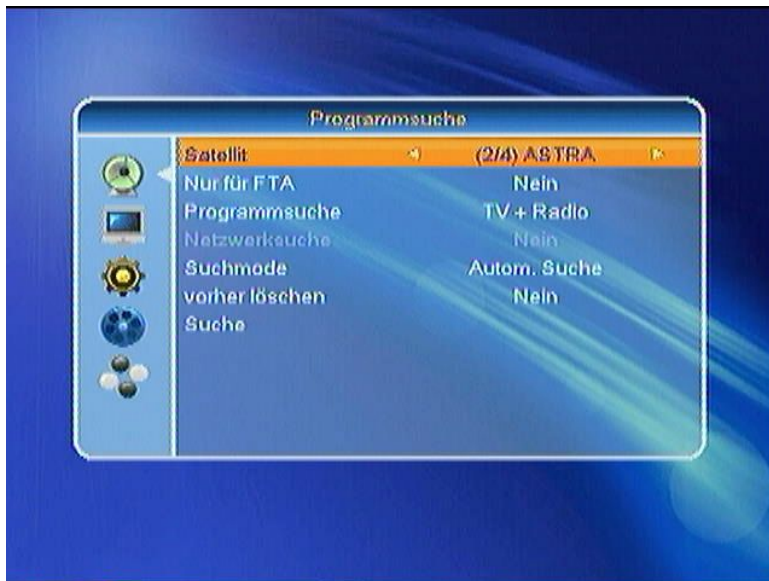 Programmsuche
Satellit (2/4) ASTRA
Nur für FTA Nein
Programmsuche TV + Radio
Netzwerksuche Nein
Suchmode Autom. Suche
vorher löschen Nein
Suche